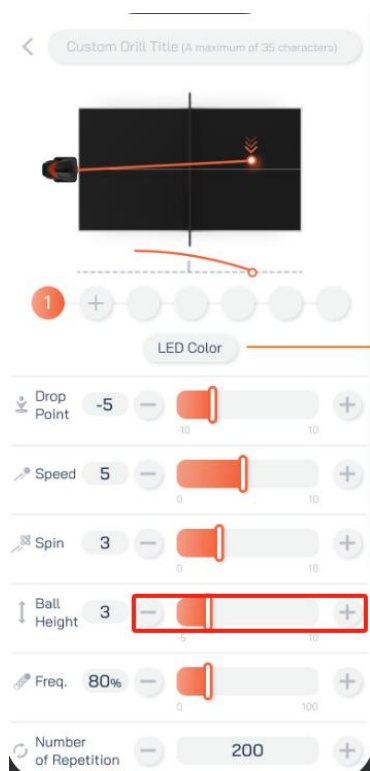 Custom Drill Title (A maximum of 35 characters)
1 +
LED Color
Drop Point -5 − +
-10 10
Speed 5 − +
0 10
Spin 3 − +
0 10
Ball Height 3 − +
-5 10
Freq. 80% − +
0 100
Number of Repetition − 200 +